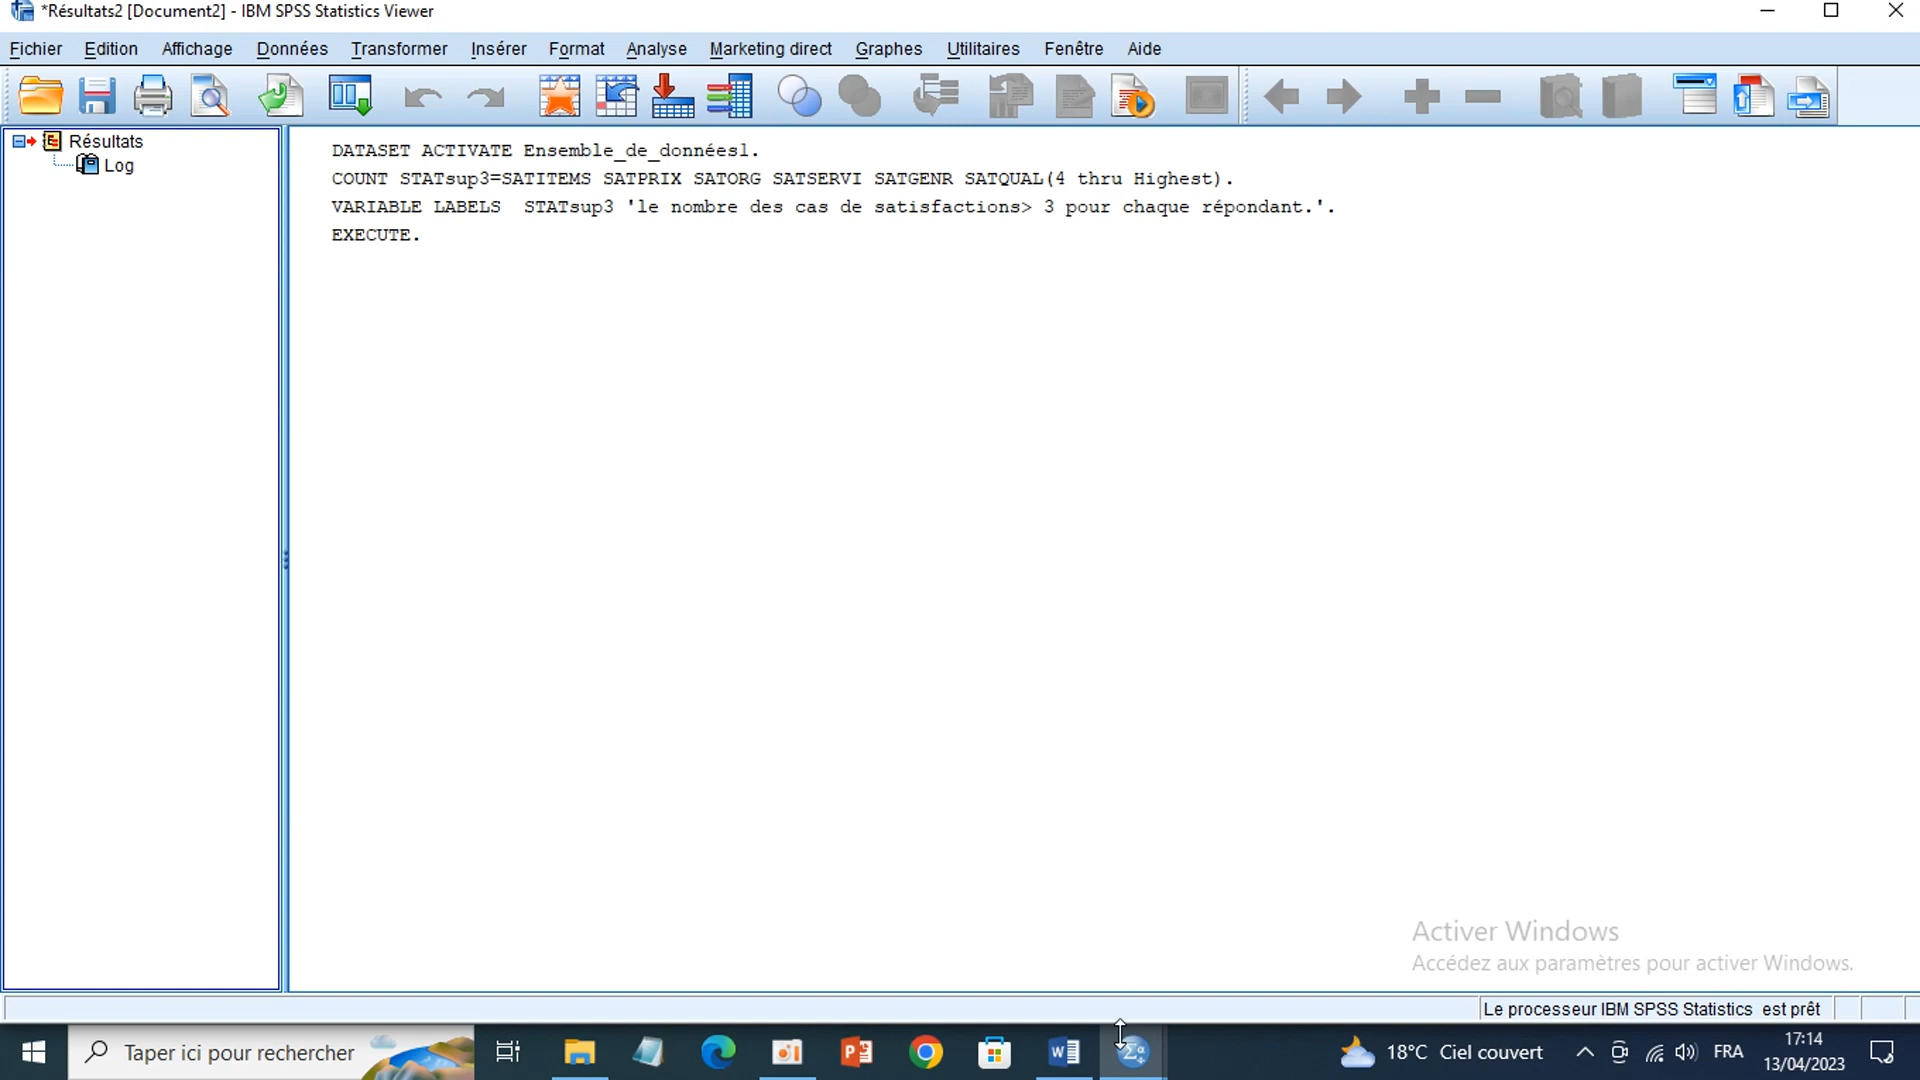 *Résultats2 [Document2] - IBM SPSS Statistics Viewer
Fichier Edition Affichage Données Transformer Insérer Format Analyse Marketing direct Graphes Utilitaires Fenêtre Aide
Résultats
Log
DATASET ACTIVATE Ensemble_de_données1.
COUNT STATsup3=SATITEMS SATPRIX SATORG SATSERVI SATGENR SATQUAL(4 thru Highest).
VARIABLE LABELS STATsup3 'le nombre des cas de satisfactions> 3 pour chaque répondant.'.
EXECUTE.
Activer Windows
Accédez aux paramètres pour activer Windows.
Le processeur IBM SPSS Statistics est prêt
Taper ici pour rechercher
18°C Ciel couvert
FRA
17:14
13/04/2023